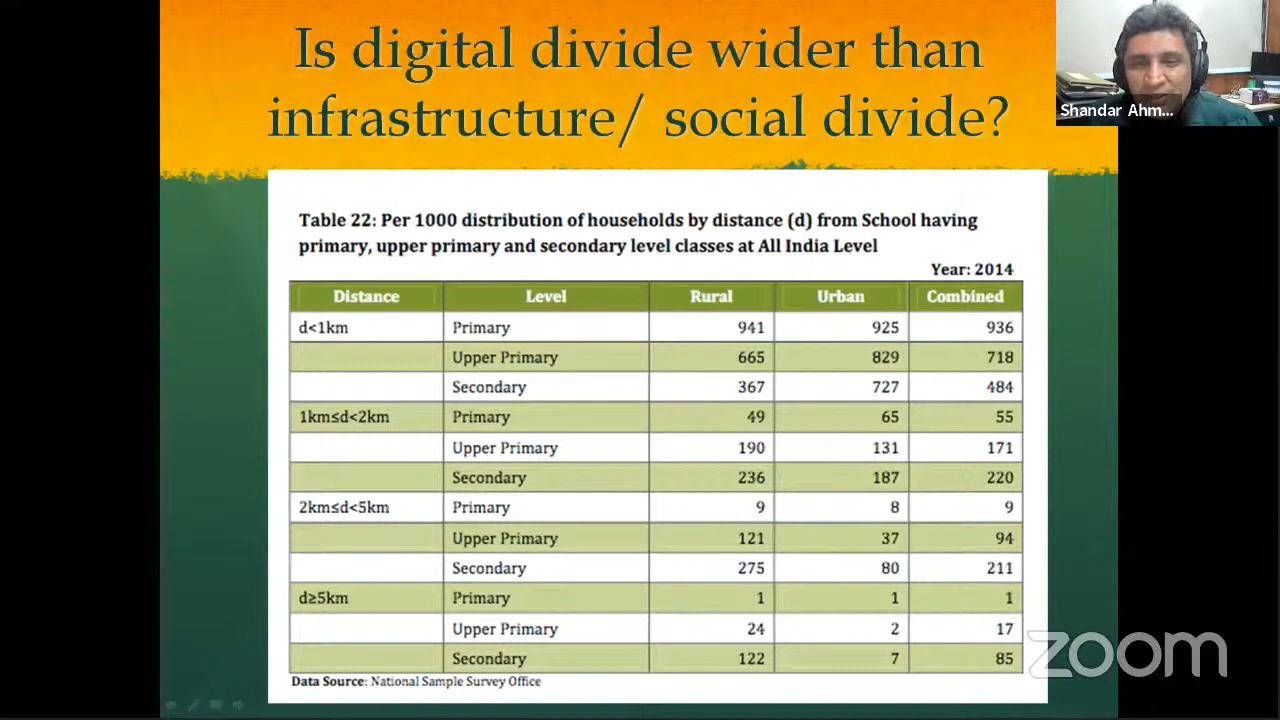 Is digital divide wider than
infrastructure/ social divide?
Shandar Ahm...
Table 22: Per 1000 distribution of households by distance (d) from School having
primary, upper primary and secondary level classes at All India Level
Year: 2014
Distance Level Rural Urban Combined
d<1km Primary 941 925 936
Upper Primary 665 829 718
Secondary 367 727 484
1km≤d<2km Primary 49 65 55
Upper Primary 190 131 171
Secondary 236 187 220
2km≤d<5km Primary 9 8 9
Upper Primary 121 37 94
Secondary 275 80 211
d≥5km Primary 1 1 1
Upper Primary 24 2 17
Secondary 122 7 85
Data Source: National Sample Survey Office
zoom